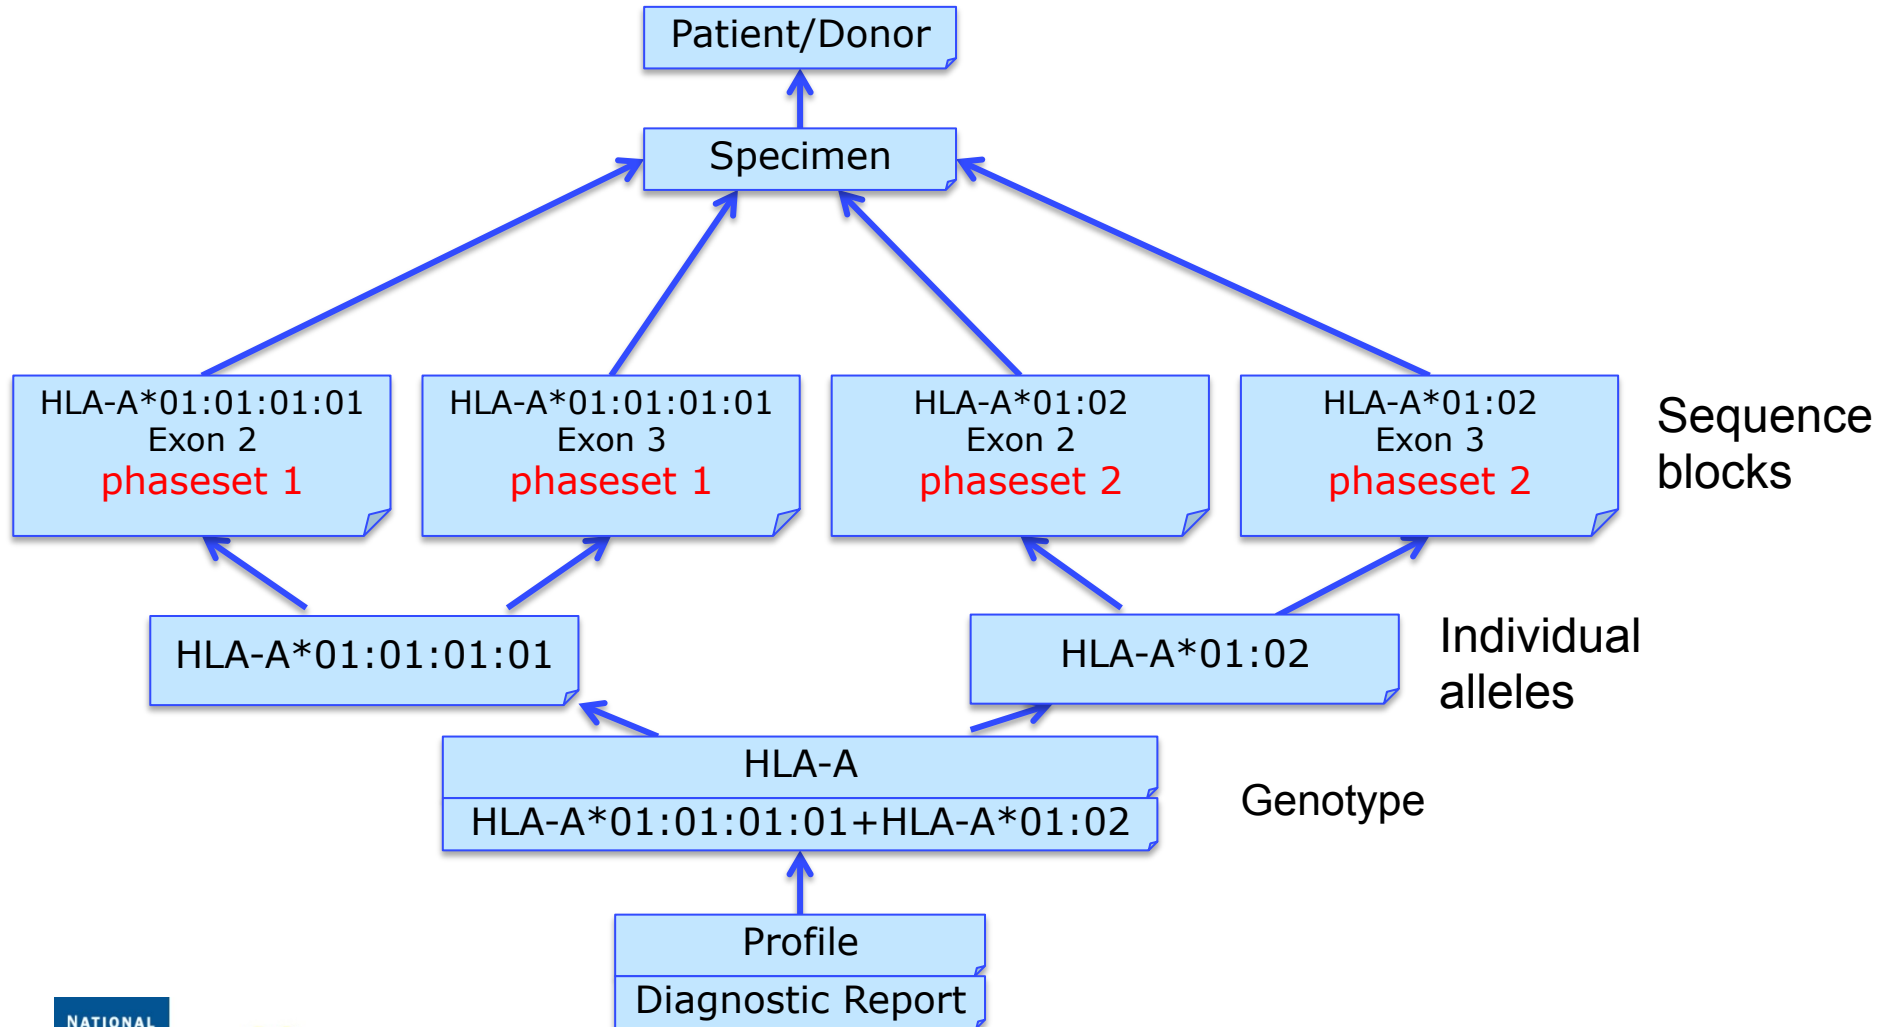 Patient/Donor
Specimen
HLA-A*01:01:01:01
Exon 2
phaseset 1
HLA-A*01:01:01:01
Exon 3
phaseset 1
HLA-A*01:02
Exon 2
phaseset 2
HLA-A*01:02
Exon 3
phaseset 2
Sequence
blocks
HLA-A*01:01:01:01
HLA-A*01:02
Individual
alleles
HLA-A
HLA-A*01:01:01:01+HLA-A*01:02
Genotype
Profile
Diagnostic Report
NATIONAL